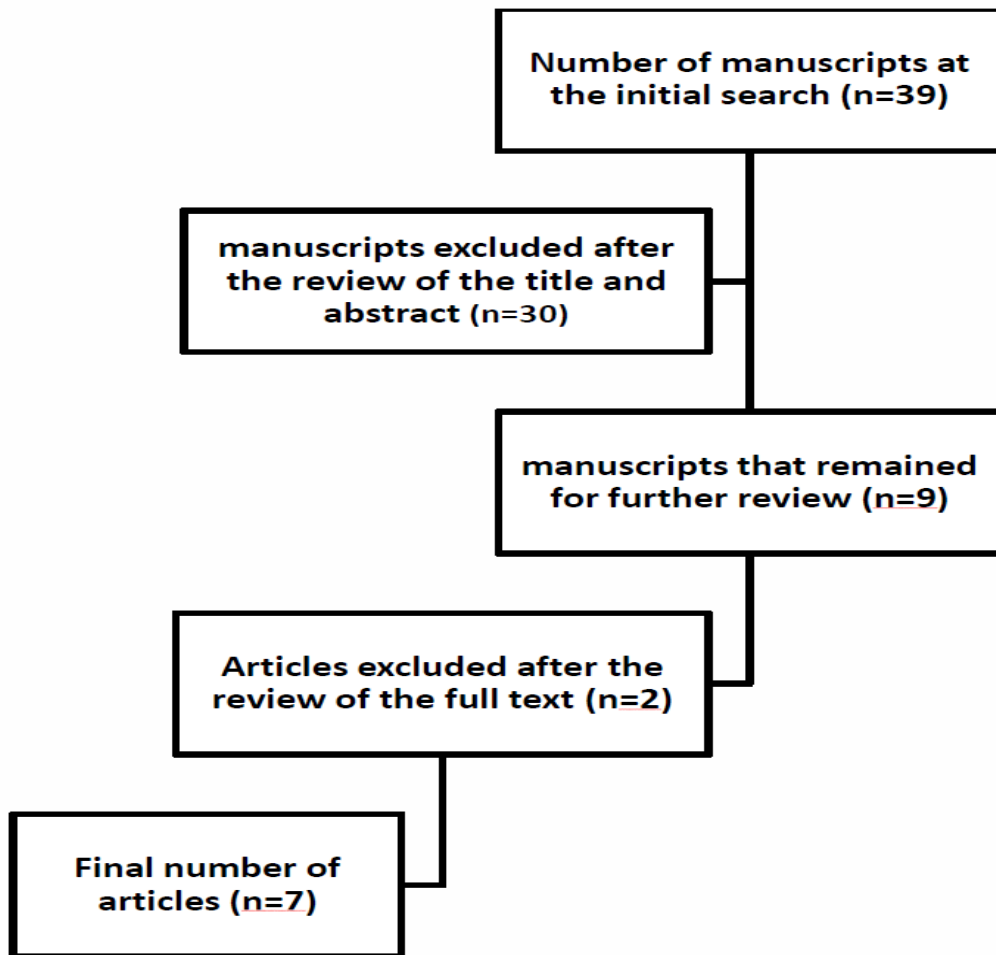 Number of manuscripts at
the initial search (n=39)
manuscripts excluded after
the review of the title and
abstract (n=30)
manuscripts that remained
for further review (n=9)
Articles excluded after the
review of the full text (n=2)
Final number of
articles (n=7)